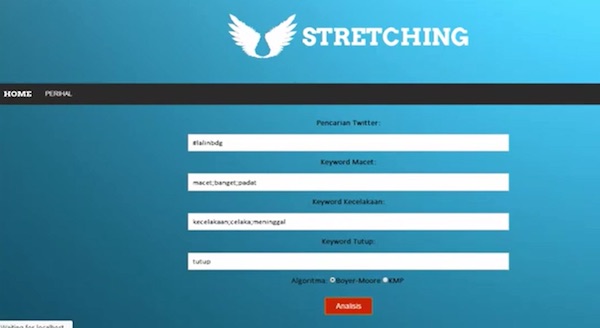 STRETCHING
HOME PERIHAL
Pencarian Twitter:
#lalinbdg
Keyword Macet:
macet;banget;padat
Keyword Kecelakaan:
kecelakaan;celaka;meninggal
Keyword Tutup:
tutup
Algoritma: Boyer-Moore KMP
Analisis
Waiting for localhost